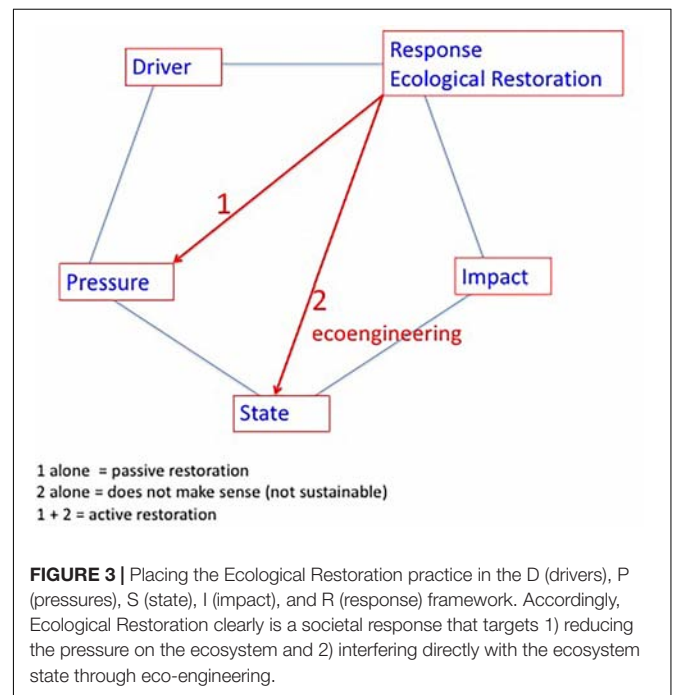 Driver
Response
Ecological Restoration
1
Pressure
Impact
2
ecoengineering
State
1 alone = passive restoration
2 alone = does not make sense (not sustainable)
1 + 2 = active restoration
FIGURE 3 | Placing the Ecological Restoration practice in the D (drivers), P
(pressures), S (state), I (impact), and R (response) framework. Accordingly,
Ecological Restoration clearly is a societal response that targets 1) reducing
the pressure on the ecosystem and 2) interfering directly with the ecosystem
state through eco-engineering.